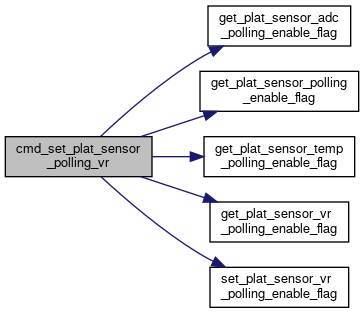 get_plat_sensor_adc
_polling_enable_flag
get_plat_sensor_polling
_enable_flag
cmd_set_plat_sensor
_polling_vr
get_plat_sensor_temp
_polling_enable_flag
get_plat_sensor_vr
_polling_enable_flag
set_plat_sensor_vr
_polling_enable_flag